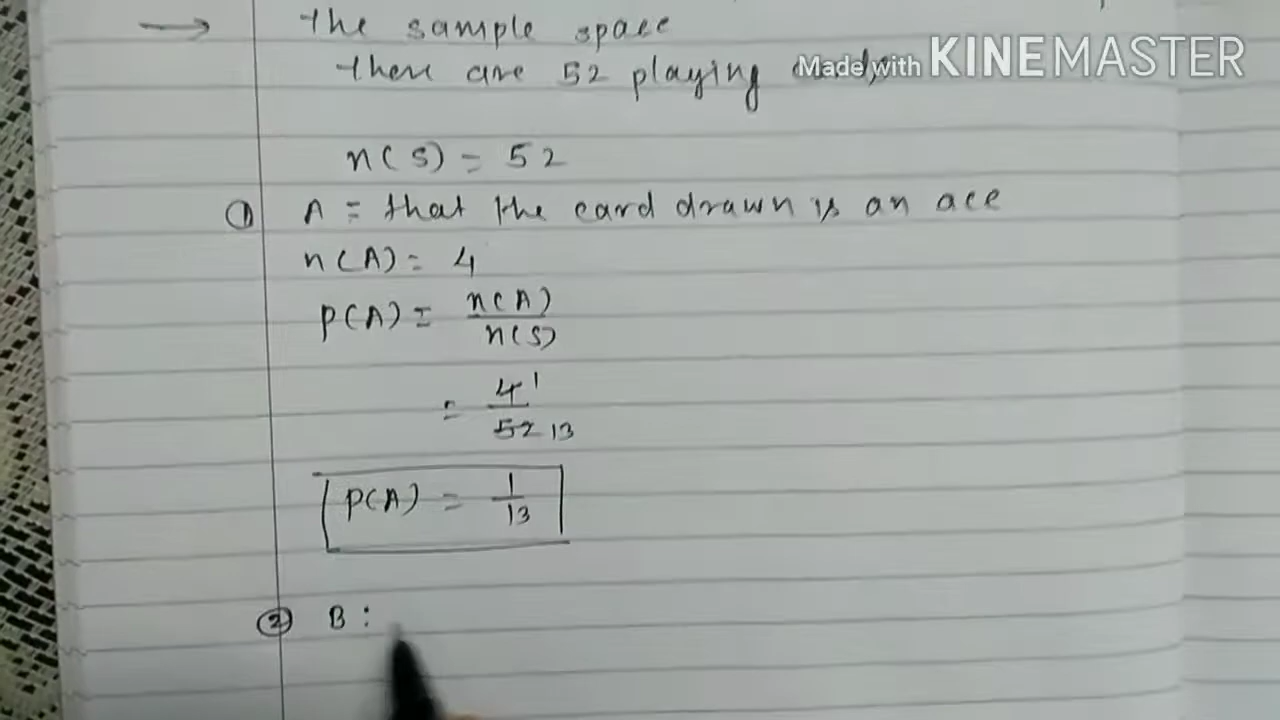 → The sample space
there are 52 playing
Made with KINEMASTER
n(S) = 52
① A = that the card drawn is an ace
n(A) = 4
P(A) = n(A)/n(S)
= 4 1/52 13
P(A) = 1/13
② B :